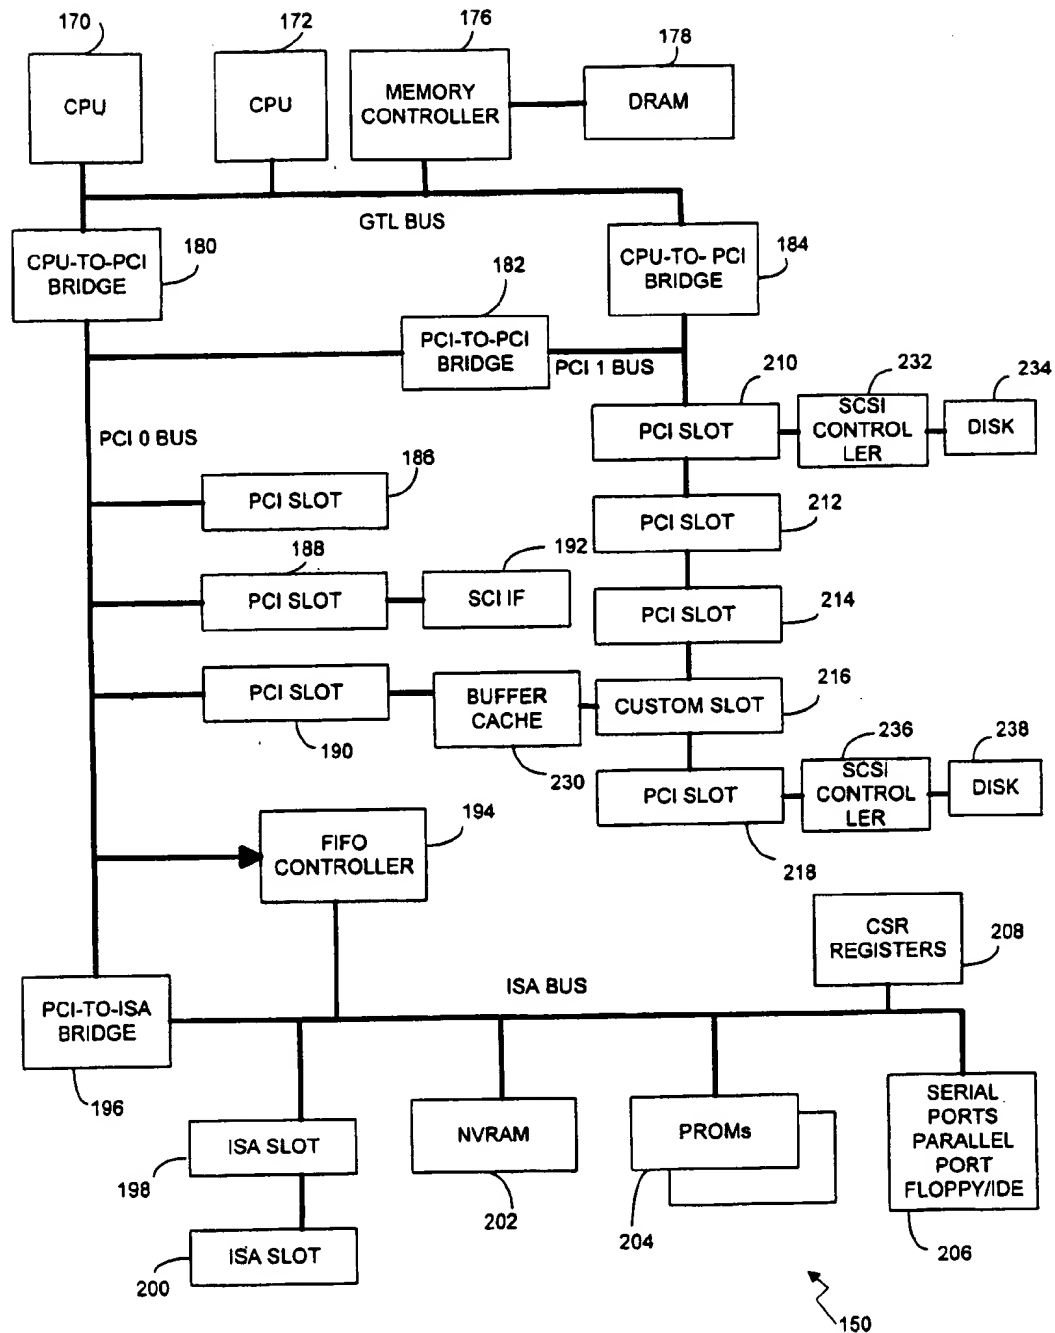 170
172
176
178
CPU
CPU
MEMORY
CONTROLLER
DRAM
GTL BUS
180
184
CPU-TO-PCI
BRIDGE
CPU-TO- PCI
BRIDGE
182
PCI-TO-PCI
BRIDGE
PCI 1 BUS
210
232
234
PCI SLOT
SCSI
CONTROL
LER
DISK
PCI 0 BUS
186
PCI SLOT
PCI SLOT
212
188
192
PCI SLOT
SCI IF
PCI SLOT
214
PCI SLOT
190
BUFFER
CACHE
230
CUSTOM SLOT
216
236
238
PCI SLOT
218
SCSI
CONTROL
LER
DISK
FIFO
CONTROLLER
194
CSR
REGISTERS
208
PCI-TO-ISA
BRIDGE
196
ISA BUS
ISA SLOT
198
NVRAM
202
PROMs
204
SERIAL
PORTS
PARALLEL
PORT
FLOPPY/IDE
206
ISA SLOT
200
150